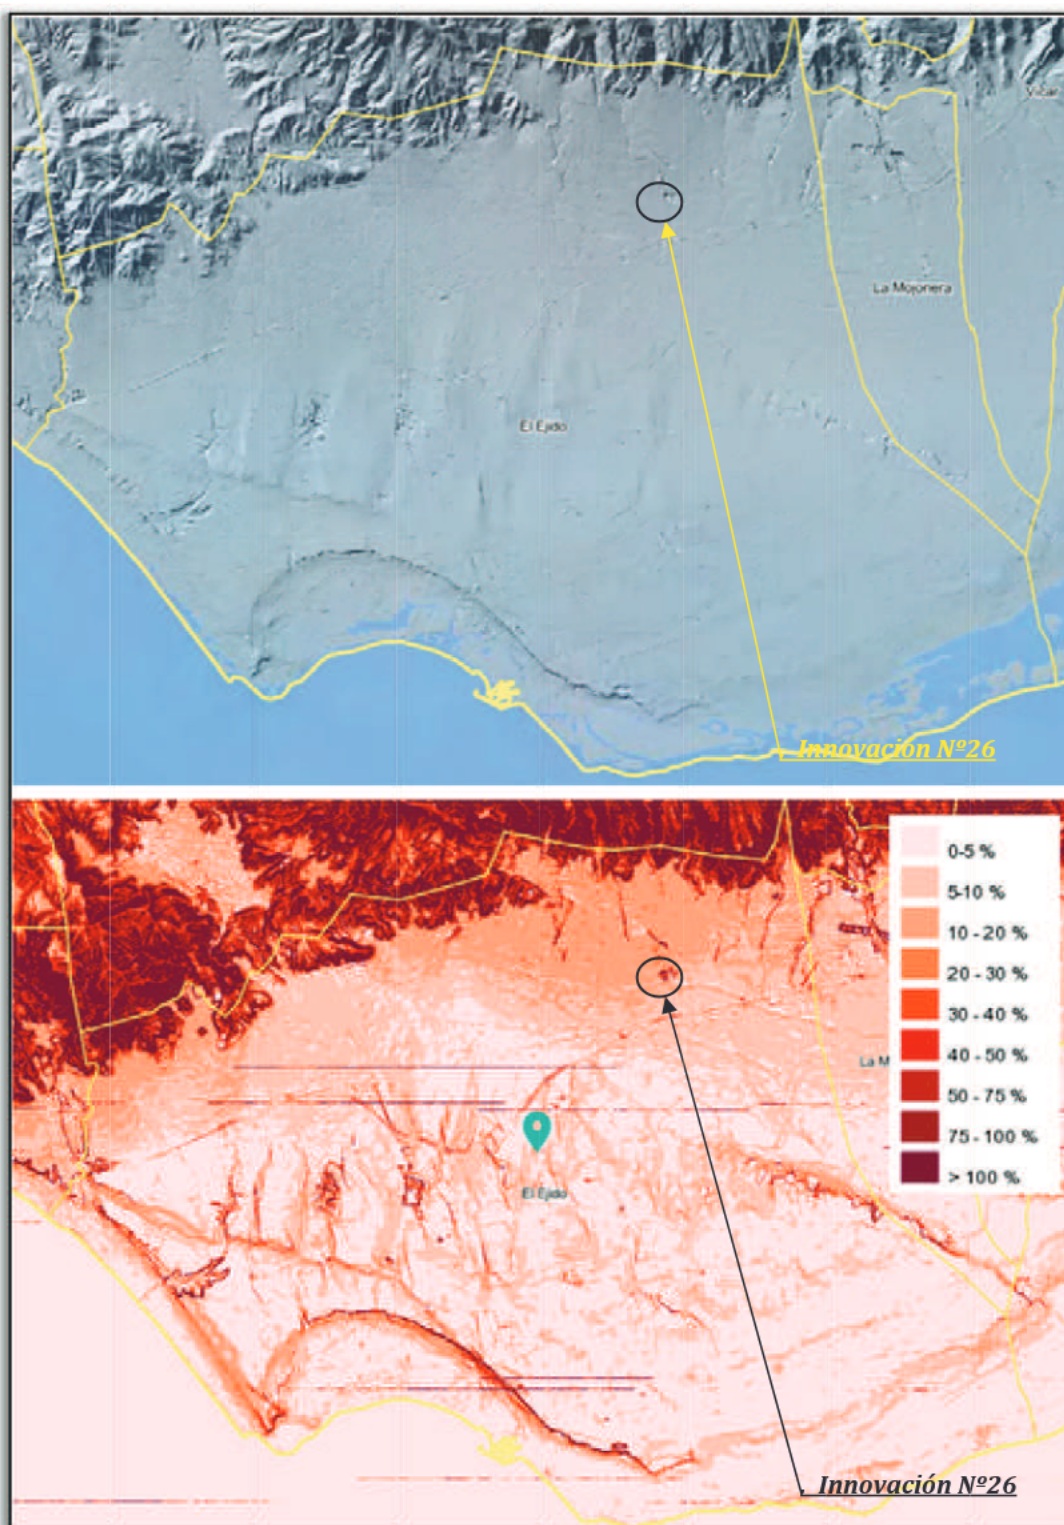 Vícar
La Mojonera
El Ejido
Innovación Nº26
0-5 %
5-10 %
10 - 20 %
20 - 30 %
30 - 40 %
40 - 50 %
50 - 75 %
75 - 100 %
> 100 %
La M
El Ejido
Innovación Nº26